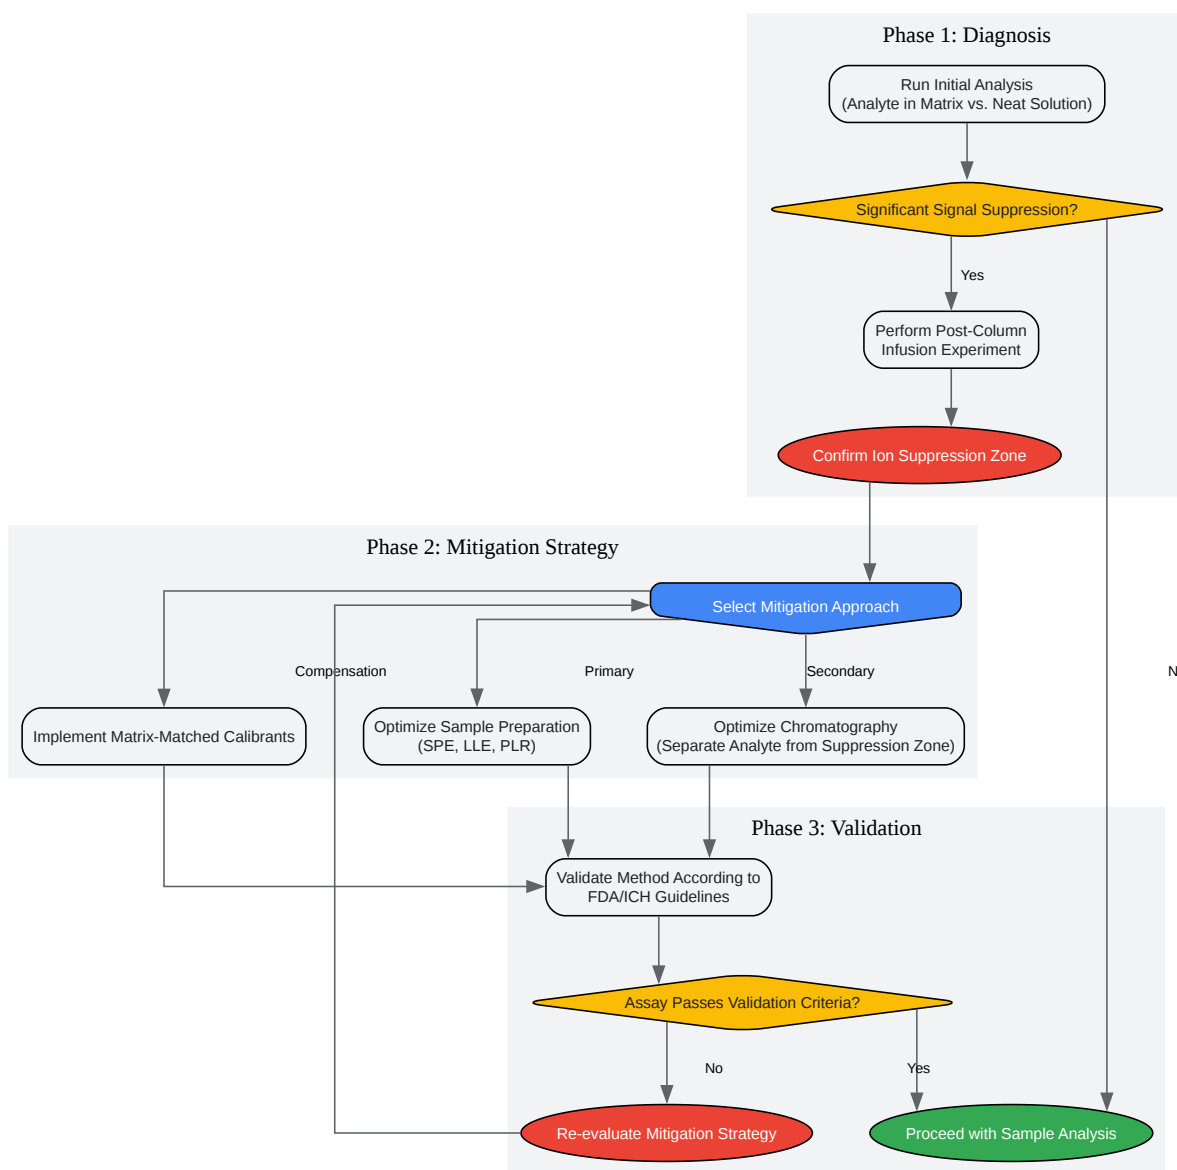 Phase 1: Diagnosis
Run Initial Analysis
(Analyte in Matrix vs. Neat Solution)
Significant Signal Suppression?
Yes
Perform Post-Column
Infusion Experiment
Confirm Ion Suppression Zone
Phase 2: Mitigation Strategy
Select Mitigation Approach
Compensation
Primary
Secondary
N
Implement Matrix-Matched Calibrants
Optimize Sample Preparation
(SPE, LLE, PLR)
Optimize Chromatography
(Separate Analyte from Suppression Zone)
Phase 3: Validation
Validate Method According to
FDA/ICH Guidelines
Assay Passes Validation Criteria?
No
Yes
Re-evaluate Mitigation Strategy
Proceed with Sample Analysis